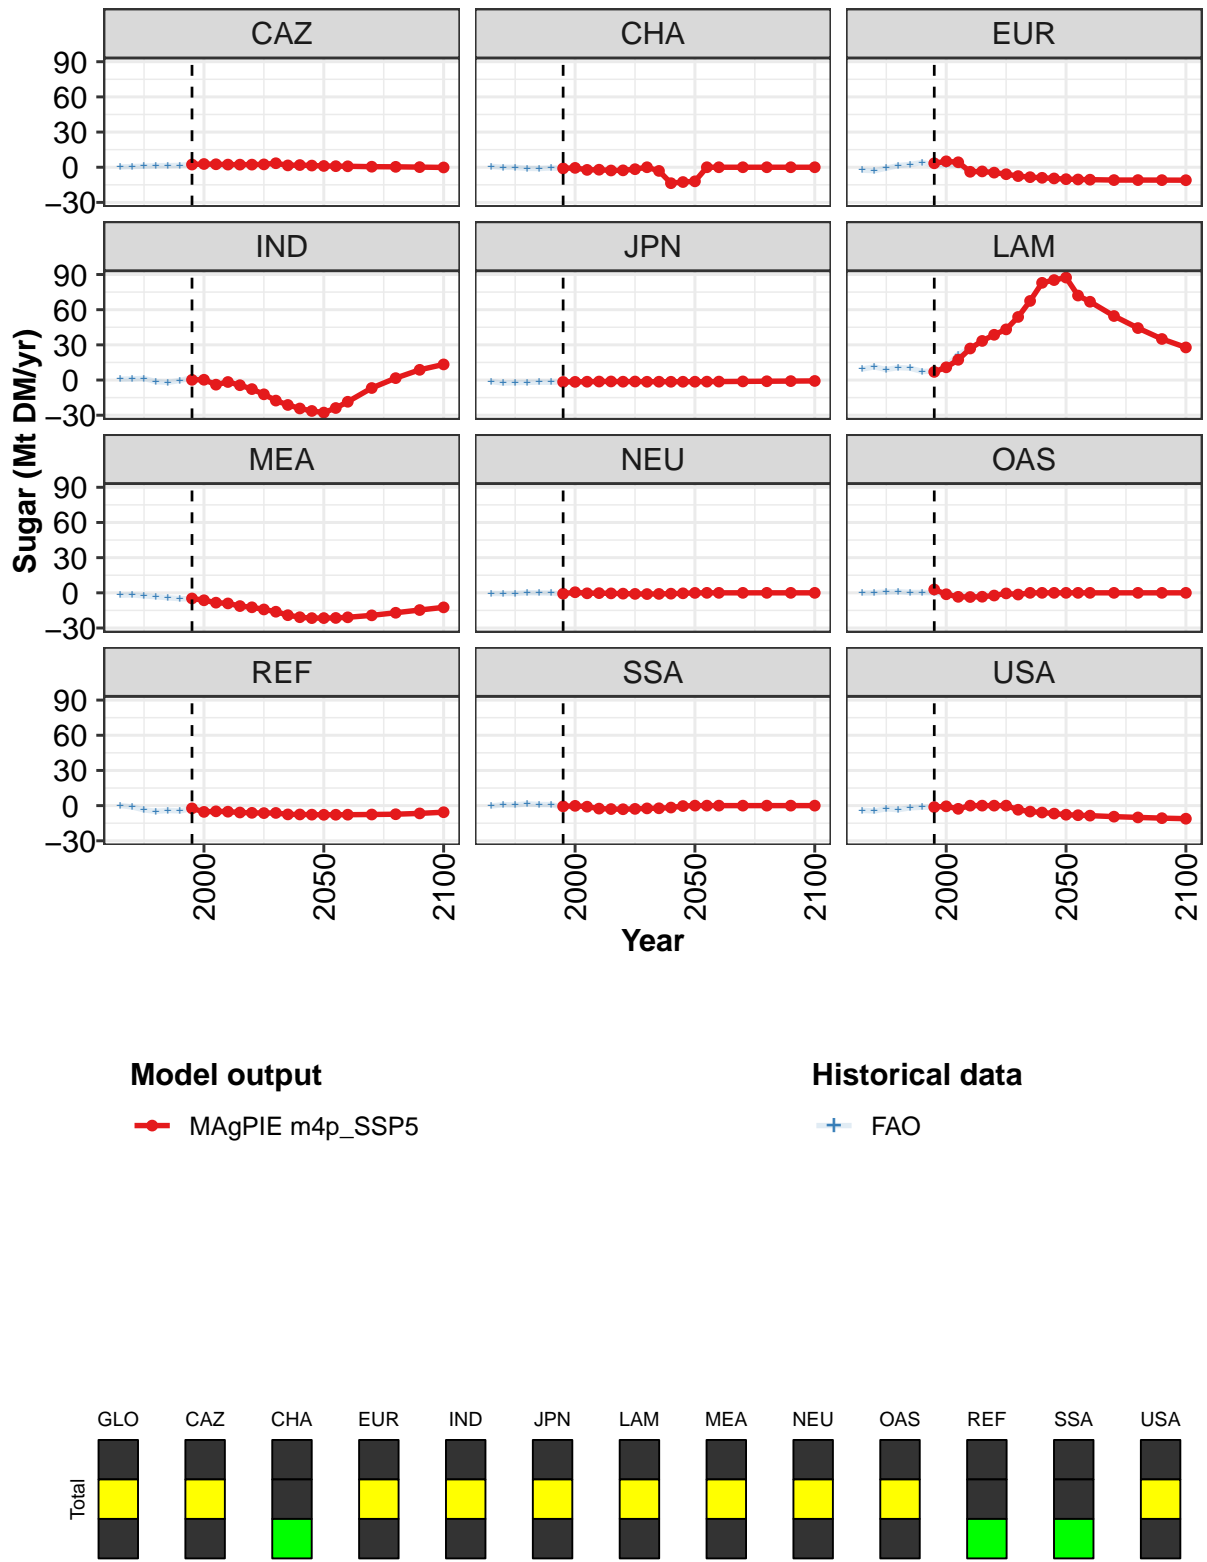 CAZ CHA EUR
90
60
30
0
−30
IND JPN LAM
90
60
30
0
−30
MEA NEU OAS
90
60
30
0
−30
REF SSA USA
90
60
30
0
−30
Sugar (Mt DM/yr)
2000 2050 2100 2000 2050 2100 2000 2050 2100
Year
Model output Historical data
MAgPIE m4p_SSP5 FAO
GLO CAZ CHA EUR IND JPN LAM MEA NEU OAS REF SSA USA
Total